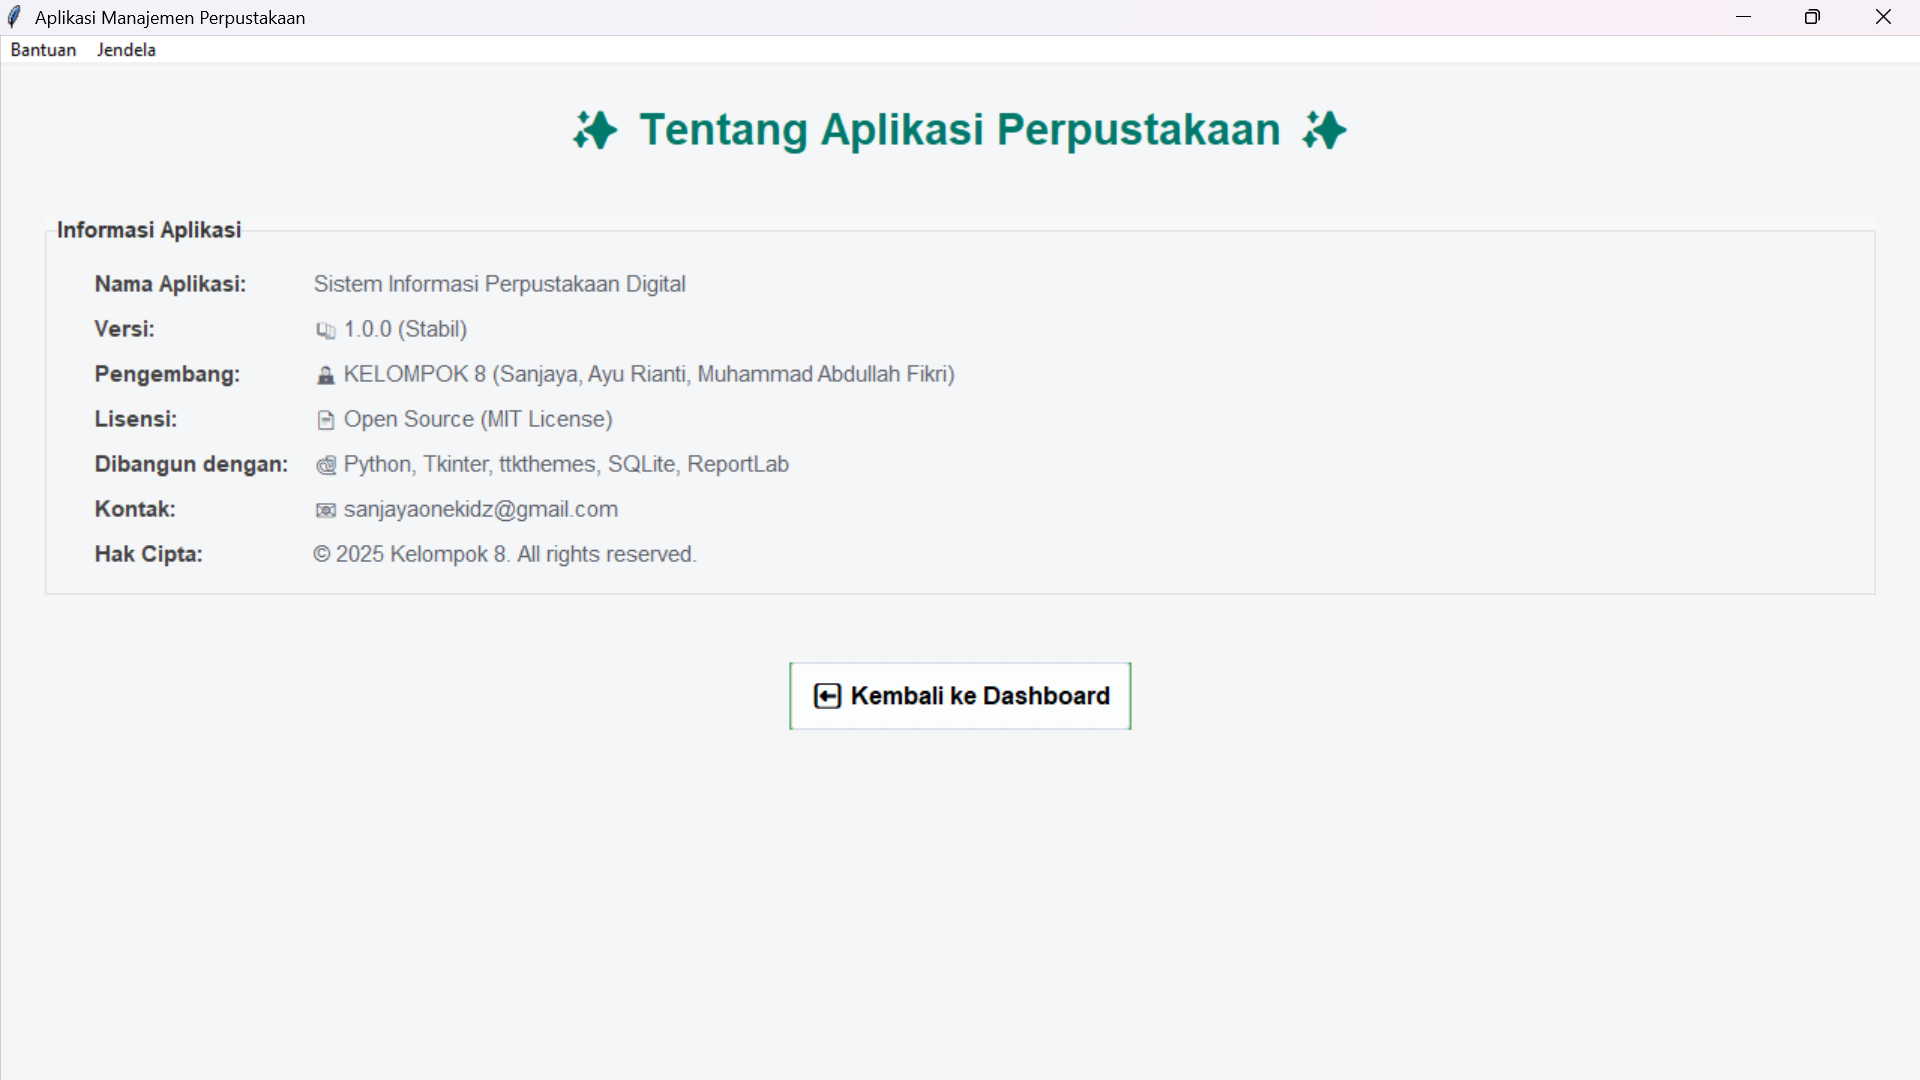 Aplikasi Manajemen Perpustakaan
Bantuan Jendela
Tentang Aplikasi Perpustakaan
Informasi Aplikasi
Nama Aplikasi: Sistem Informasi Perpustakaan Digital
Versi: 1.0.0 (Stabil)
Pengembang: KELOMPOK 8 (Sanjaya, Ayu Rianti, Muhammad Abdullah Fikri)
Lisensi: Open Source (MIT License)
Dibangun dengan: Python, Tkinter, ttkthemes, SQLite, ReportLab
Kontak: sanjayaonekidz@gmail.com
Hak Cipta: © 2025 Kelompok 8. All rights reserved.
Kembali ke Dashboard